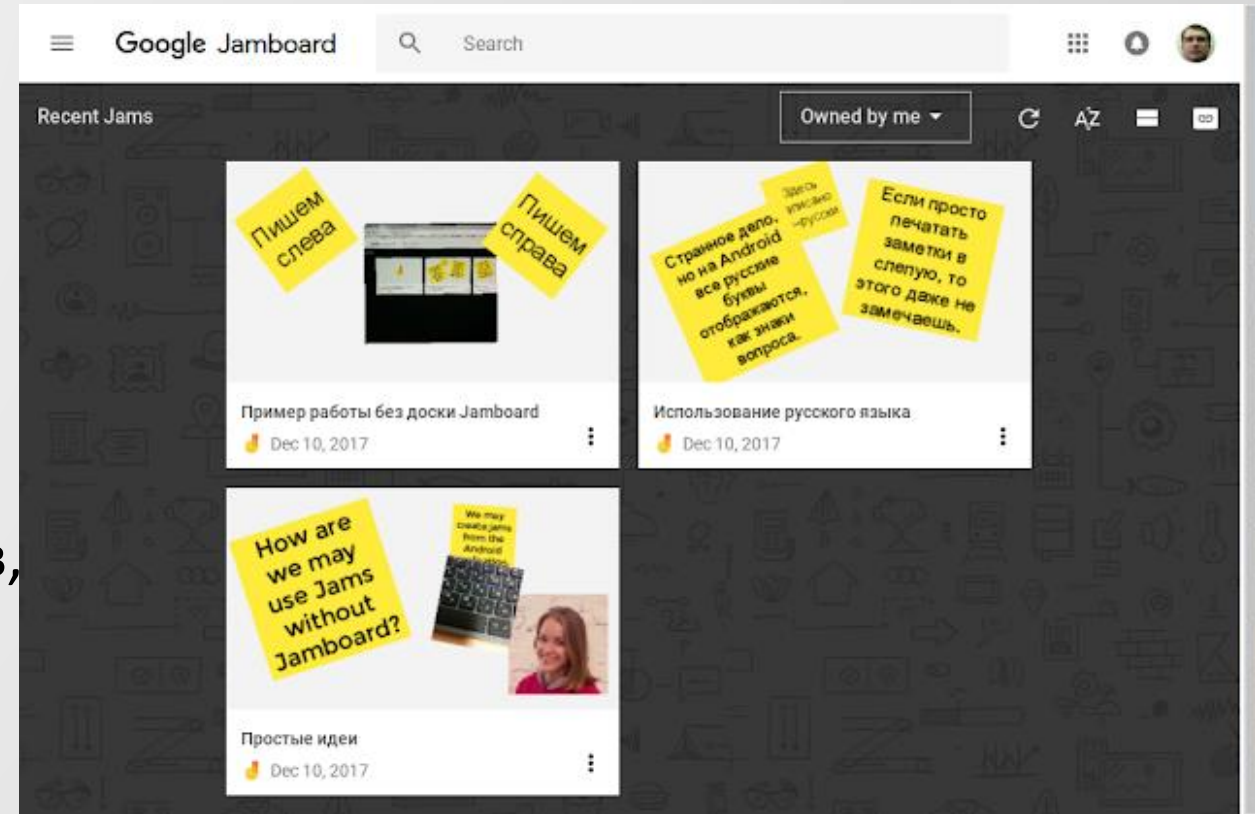 Google Jamboard
Search
Recent Jams
Owned by me
AZ
Пишем
слева
Пишем
справа
Пример работы без доски Jamboard
Dec 10, 2017
Здесь
Странное дело,
но на Android
все русские
буквы
отображаются,
как знаки
вопроса.
Если просто
печатать
заметки в
слепую, то
этого даже не
замечаешь.
Использование русского языка
Dec 10, 2017
How are
we may
use Jams
without
Jamboard?
We may
create jams
from the
Android
Простые идеи
Dec 10, 2017
в,